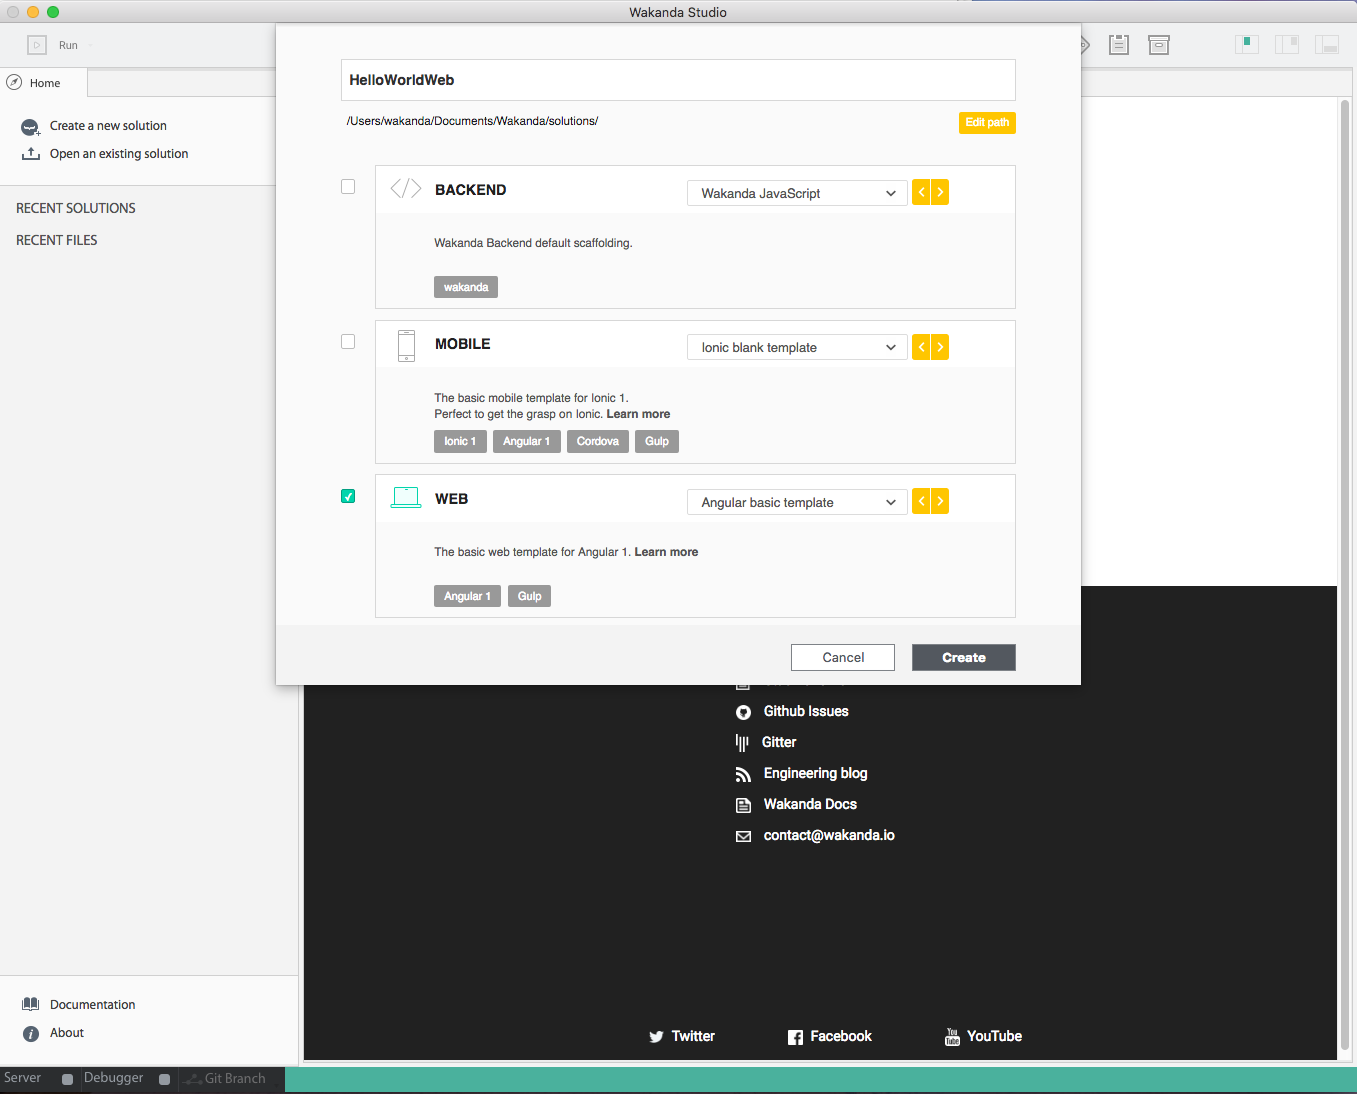 Wakanda Studio
Run
Home
Create a new solution
Open an existing solution
RECENT SOLUTIONS
RECENT FILES
HelloWorldWeb
/Users/wakanda/Documents/Wakanda/solutions/
Edit path
BACKEND
Wakanda JavaScript
Wakanda Backend default scaffolding.
wakanda
MOBILE
Ionic blank template
The basic mobile template for Ionic 1.
Perfect to get the grasp on Ionic. Learn more
Ionic 1 Angular 1 Cordova Gulp
WEB
Angular basic template
The basic web template for Angular 1. Learn more
Angular 1 Gulp
Cancel
Create
Github Issues
Gitter
Engineering blog
Wakanda Docs
contact@wakanda.io
Documentation
About
Twitter
Facebook
You
Tube
YouTube
Server
Debugger
Git Branch